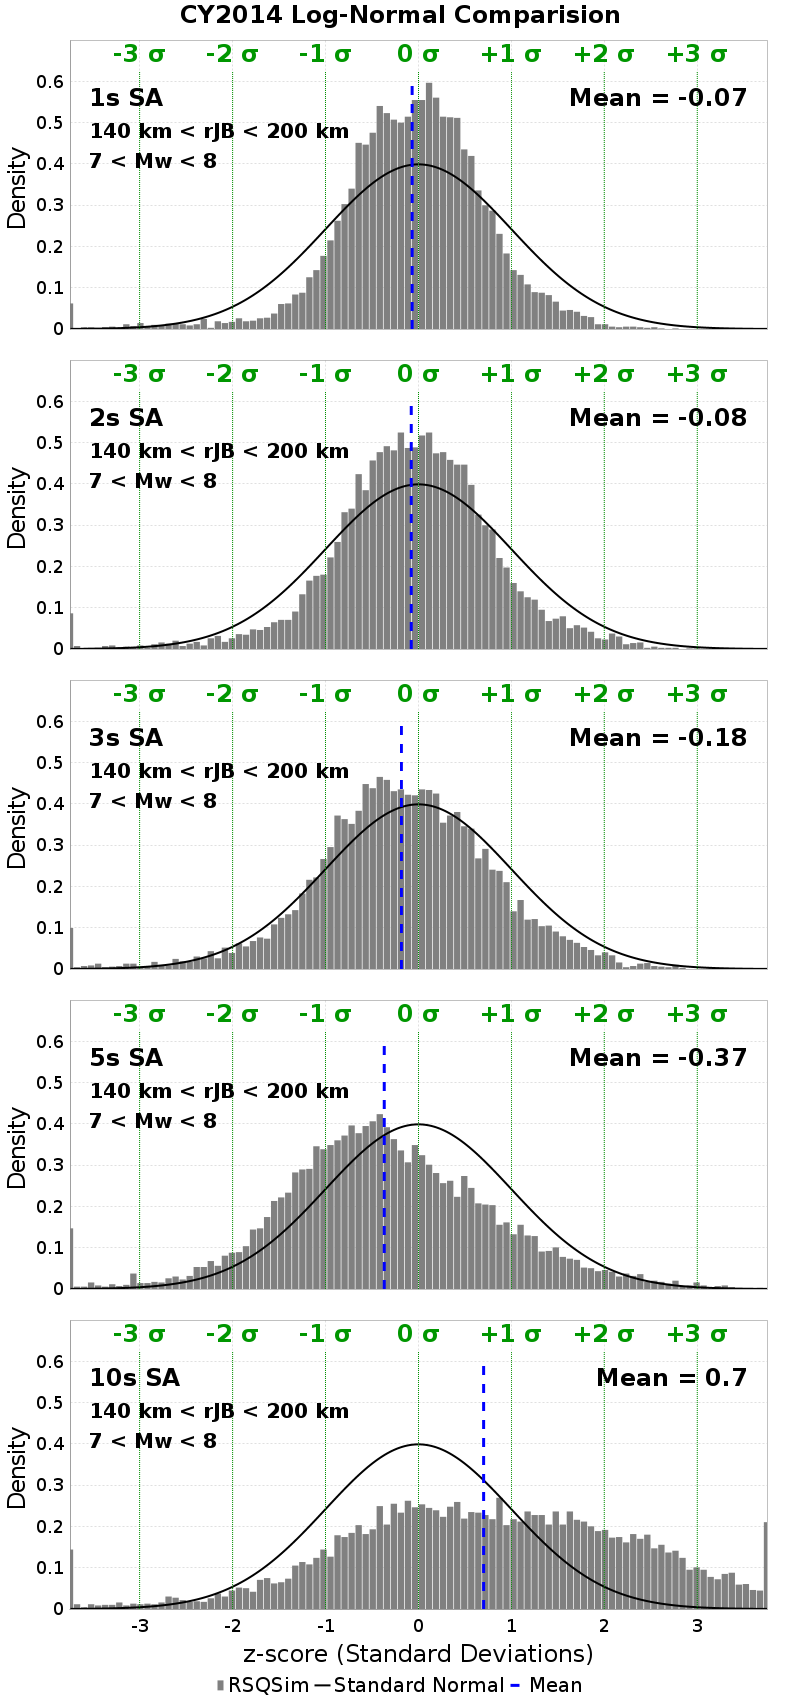 CY2014 Log-Normal Comparision
-3 σ -2 σ -1 σ 0 σ +1 σ +2 σ +3 σ
1s SA Mean = -0.07
140 km < rJB < 200 km
7 < Mw < 8
0.6
0.5
0.4
0.3
0.2
0.1
0
Density
-3 σ -2 σ -1 σ 0 σ +1 σ +2 σ +3 σ
2s SA Mean = -0.08
140 km < rJB < 200 km
7 < Mw < 8
0.6
0.5
0.4
0.3
0.2
0.1
0
Density
-3 σ -2 σ -1 σ 0 σ +1 σ +2 σ +3 σ
3s SA Mean = -0.18
140 km < rJB < 200 km
7 < Mw < 8
0.6
0.5
0.4
0.3
0.2
0.1
0
Density
-3 σ -2 σ -1 σ 0 σ +1 σ +2 σ +3 σ
5s SA Mean = -0.37
140 km < rJB < 200 km
7 < Mw < 8
0.6
0.5
0.4
0.3
0.2
0.1
0
Density
-3 σ -2 σ -1 σ 0 σ +1 σ +2 σ +3 σ
10s SA Mean = 0.7
140 km < rJB < 200 km
7 < Mw < 8
0.6
0.5
0.4
0.3
0.2
0.1
0
Density
-3 -2 -1 0 1 2 3
z-score (Standard Deviations)
RSQSim Standard Normal Mean